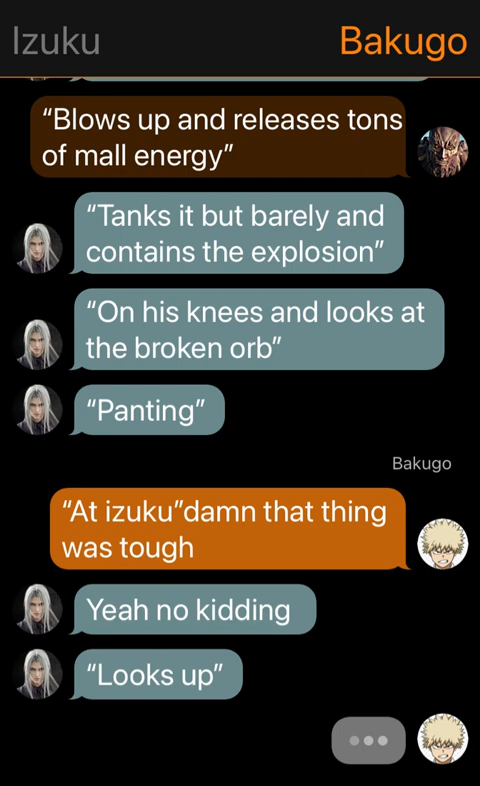 Izuku
Bakugo
“Blows up and releases tons
of mall energy”
“Tanks it but barely and
contains the explosion”
“On his knees and looks at
the broken orb”
“Panting”
Bakugo
“At izuku”damn that thing
was tough
Yeah no kidding
“Looks up”